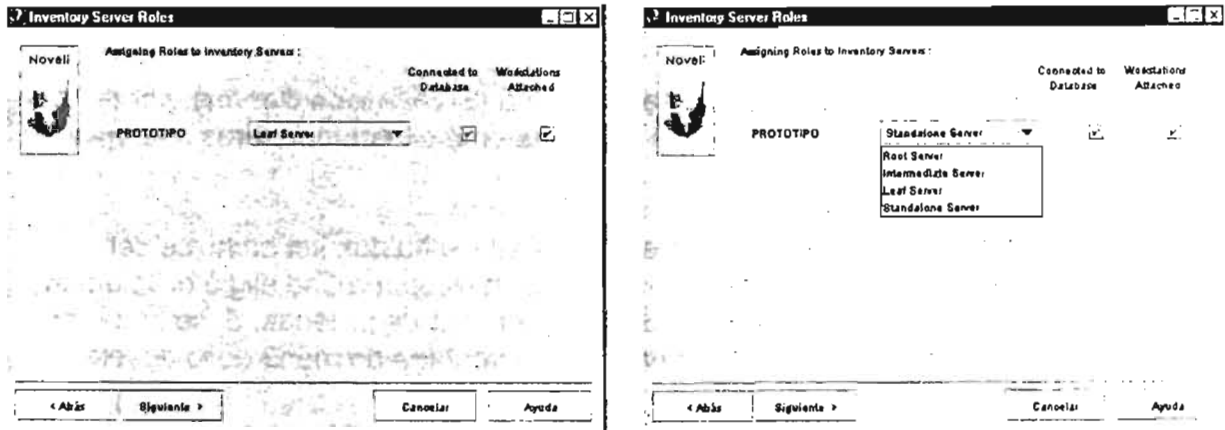 Inventory Server Roles
Novell
Assigning Roles to Inventory Servers :
Connected to Database
Workstations Attached
PROTOTIPO
Leaf Server
< Atrás
Siguiente >
Cancelar
Ayuda
Inventory Server Roles
Novell
Assigning Roles to Inventory Servers :
Connected to Database
Workstations Attached
PROTOTIPO
Standalone Server
Root Server
Intermediate Server
Leaf Server
Standalone Server
< Atrás
Siguiente >
Cancelar
Ayuda